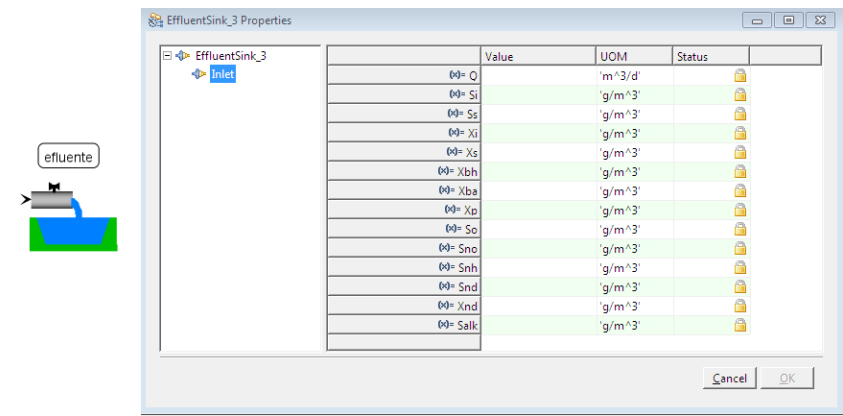 EffluentSink_3 Properties
EffluentSink_3
Inlet
Value UOM Status
(x)= Q 'm^3/d'
(x)= Si 'g/m^3'
(x)= Ss 'g/m^3'
(x)= Xi 'g/m^3'
(x)= Xs 'g/m^3'
(x)= Xbh 'g/m^3'
(x)= Xba 'g/m^3'
(x)= Xp 'g/m^3'
(x)= So 'g/m^3'
(x)= Sno 'g/m^3'
(x)= Snh 'g/m^3'
(x)= Snd 'g/m^3'
(x)= Xnd 'g/m^3'
(x)= Salk 'g/m^3'
efluente
Cancel OK